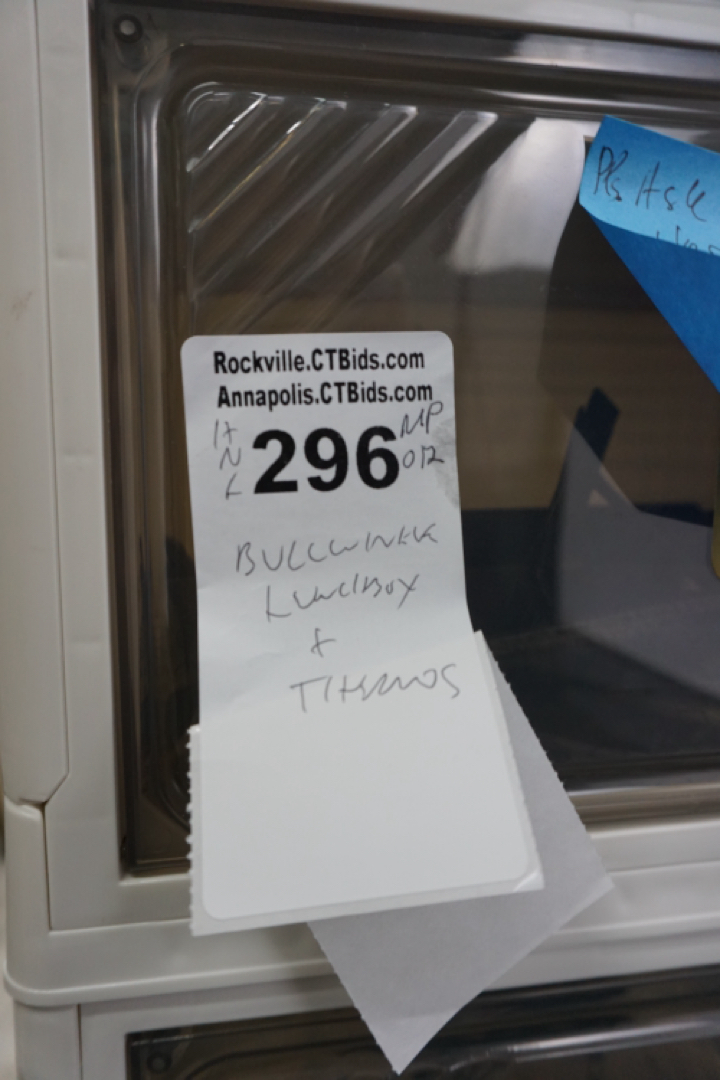 Pls Ask
Rockville.CTBids.com
Annapolis.CTBids.com
296
MP
012
BULLWINKLE
LUNCHBOX
&
THERMOS